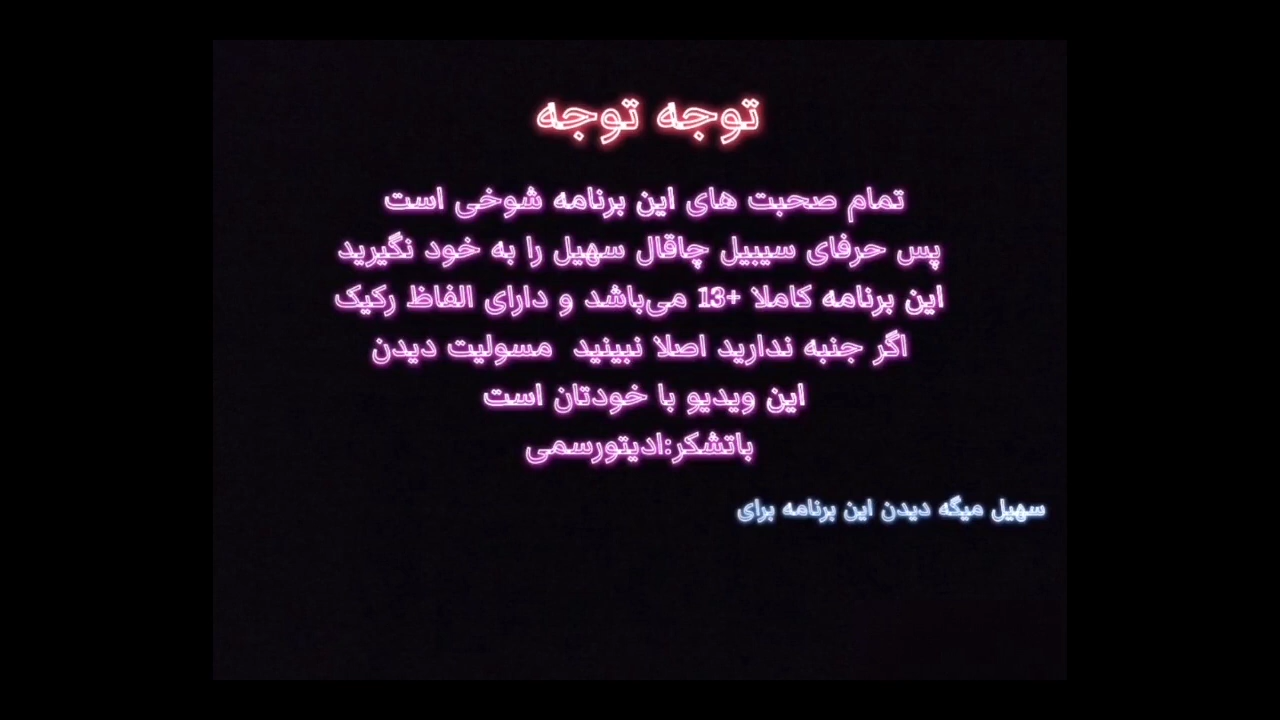 توجه توجه
تمام صحبت های این برنامه شوخی است
پس حرفای سیبیل چاقال سهیل را به خود نگیرید
این برنامه کاملا +13 می‌باشد و دارای الفاظ رکیک
اگر جنبه ندارید اصلا نبینید مسولیت دیدن
این ویدیو با خودتان است
باتشکر:ادیتورسمی
سهیل میگه دیدن این برنامه برای